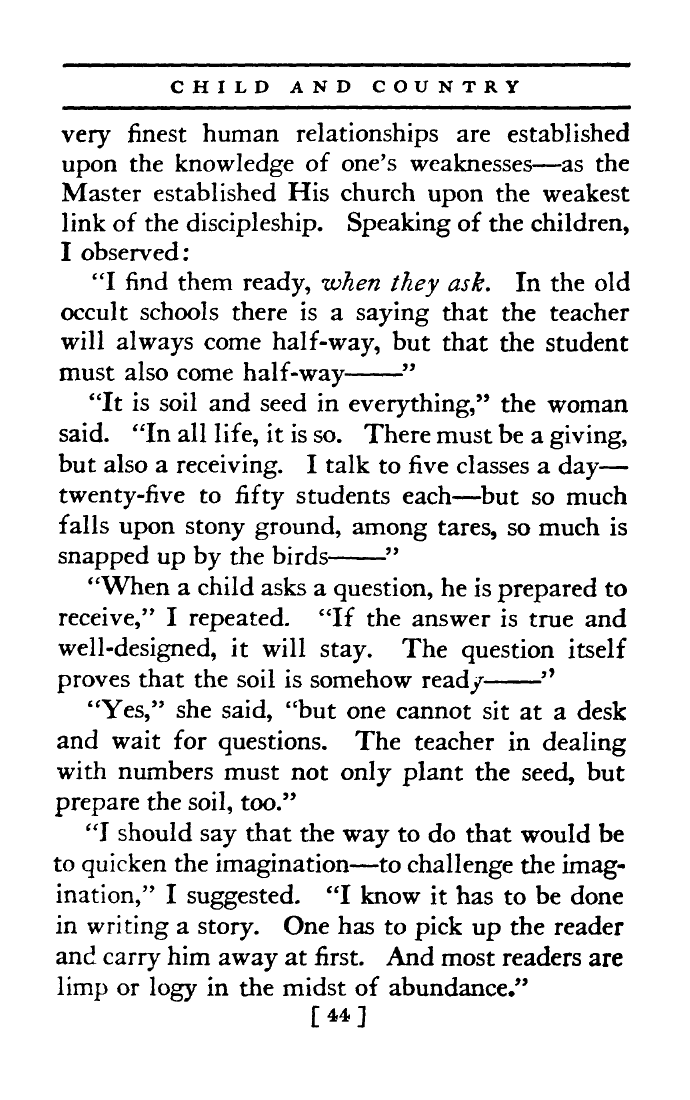 CHILD AND COUNTRY
very finest human relationships are established
upon the knowledge of one's weaknesses—as the
Master established His church upon the weakest
link of the discipleship. Speaking of the children,
I observed:
"I find them ready, when they ask. In the old
occult schools there is a saying that the teacher
will always come half-way, but that the student
must also come half-way——"
"It is soil and seed in everything," the woman
said. "In all life, it is so. There must be a giving,
but also a receiving. I talk to five classes a day—
twenty-five to fifty students each—but so much
falls upon stony ground, among tares, so much is
snapped up by the birds——"
"When a child asks a question, he is prepared to
receive," I repeated. "If the answer is true and
well-designed, it will stay. The question itself
proves that the soil is somehow ready——"
"Yes," she said, "but one cannot sit at a desk
and wait for questions. The teacher in dealing
with numbers must not only plant the seed, but
prepare the soil, too."
"I should say that the way to do that would be
to quicken the imagination—to challenge the imag-
ination," I suggested. "I know it has to be done
in writing a story. One has to pick up the reader
and carry him away at first. And most readers are
limp or logy in the midst of abundance."
[ 44 ]